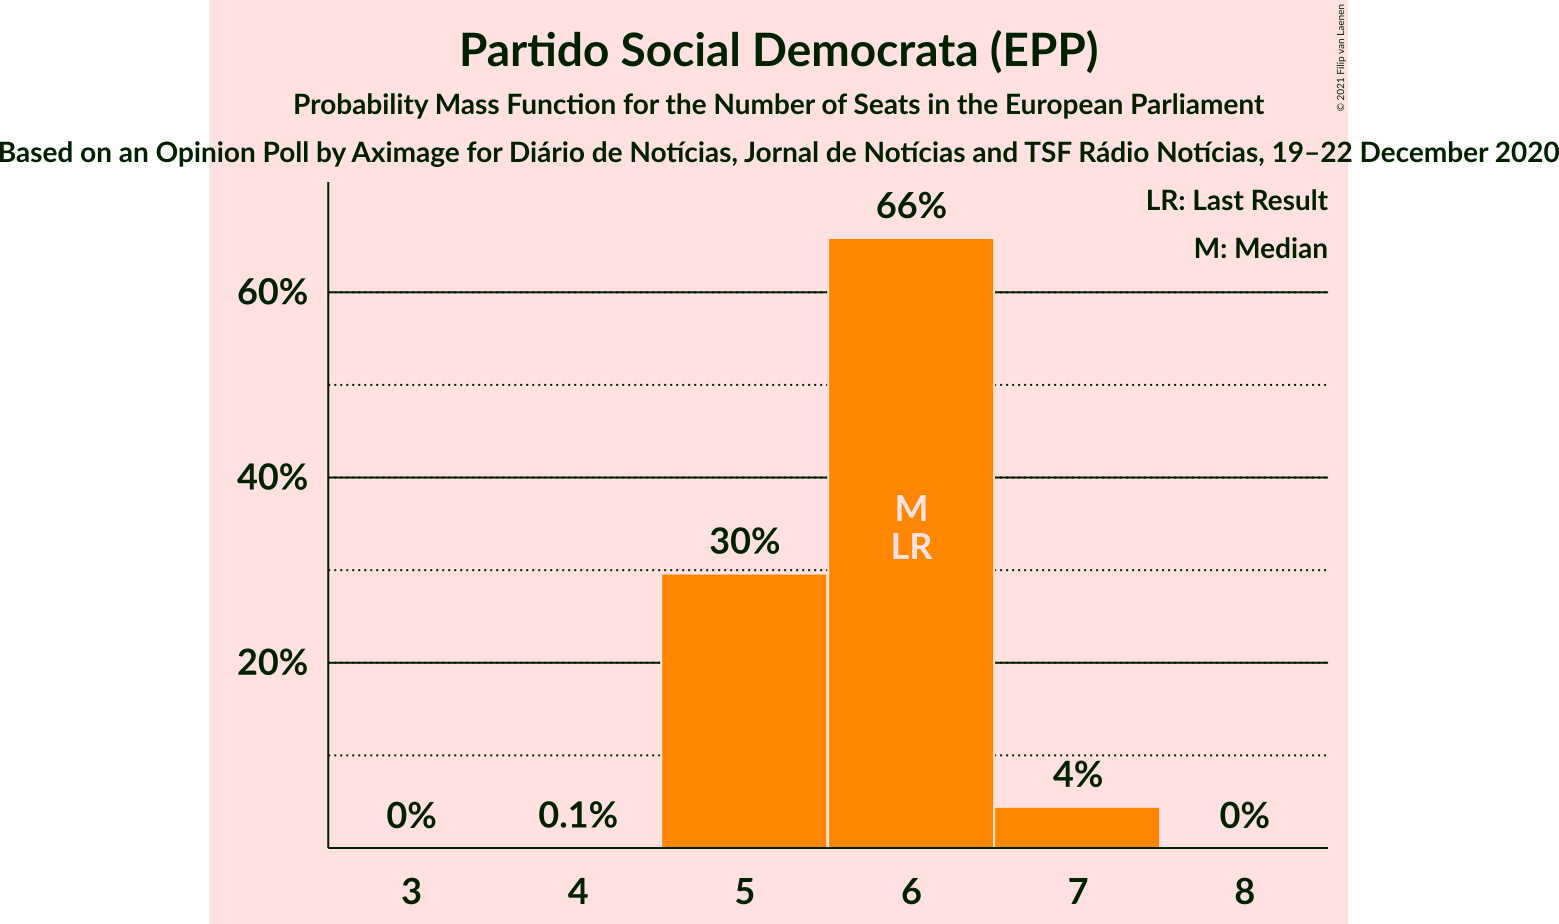 Partido Social Democrata (EPP)
Probability Mass Function for the Number of Seats in the European Parliament
Based on an Opinion Poll by Aximage for Diário de Notícias, Jornal de Notícias and TSF Rádio Notícias, 19–22 December 2020
© 2021 Filip van Laenen
LR: Last Result
M: Median
66%
60%
40%
M
LR
30%
20%
4%
0%
0.1%
0%
3
4
5
6
7
8